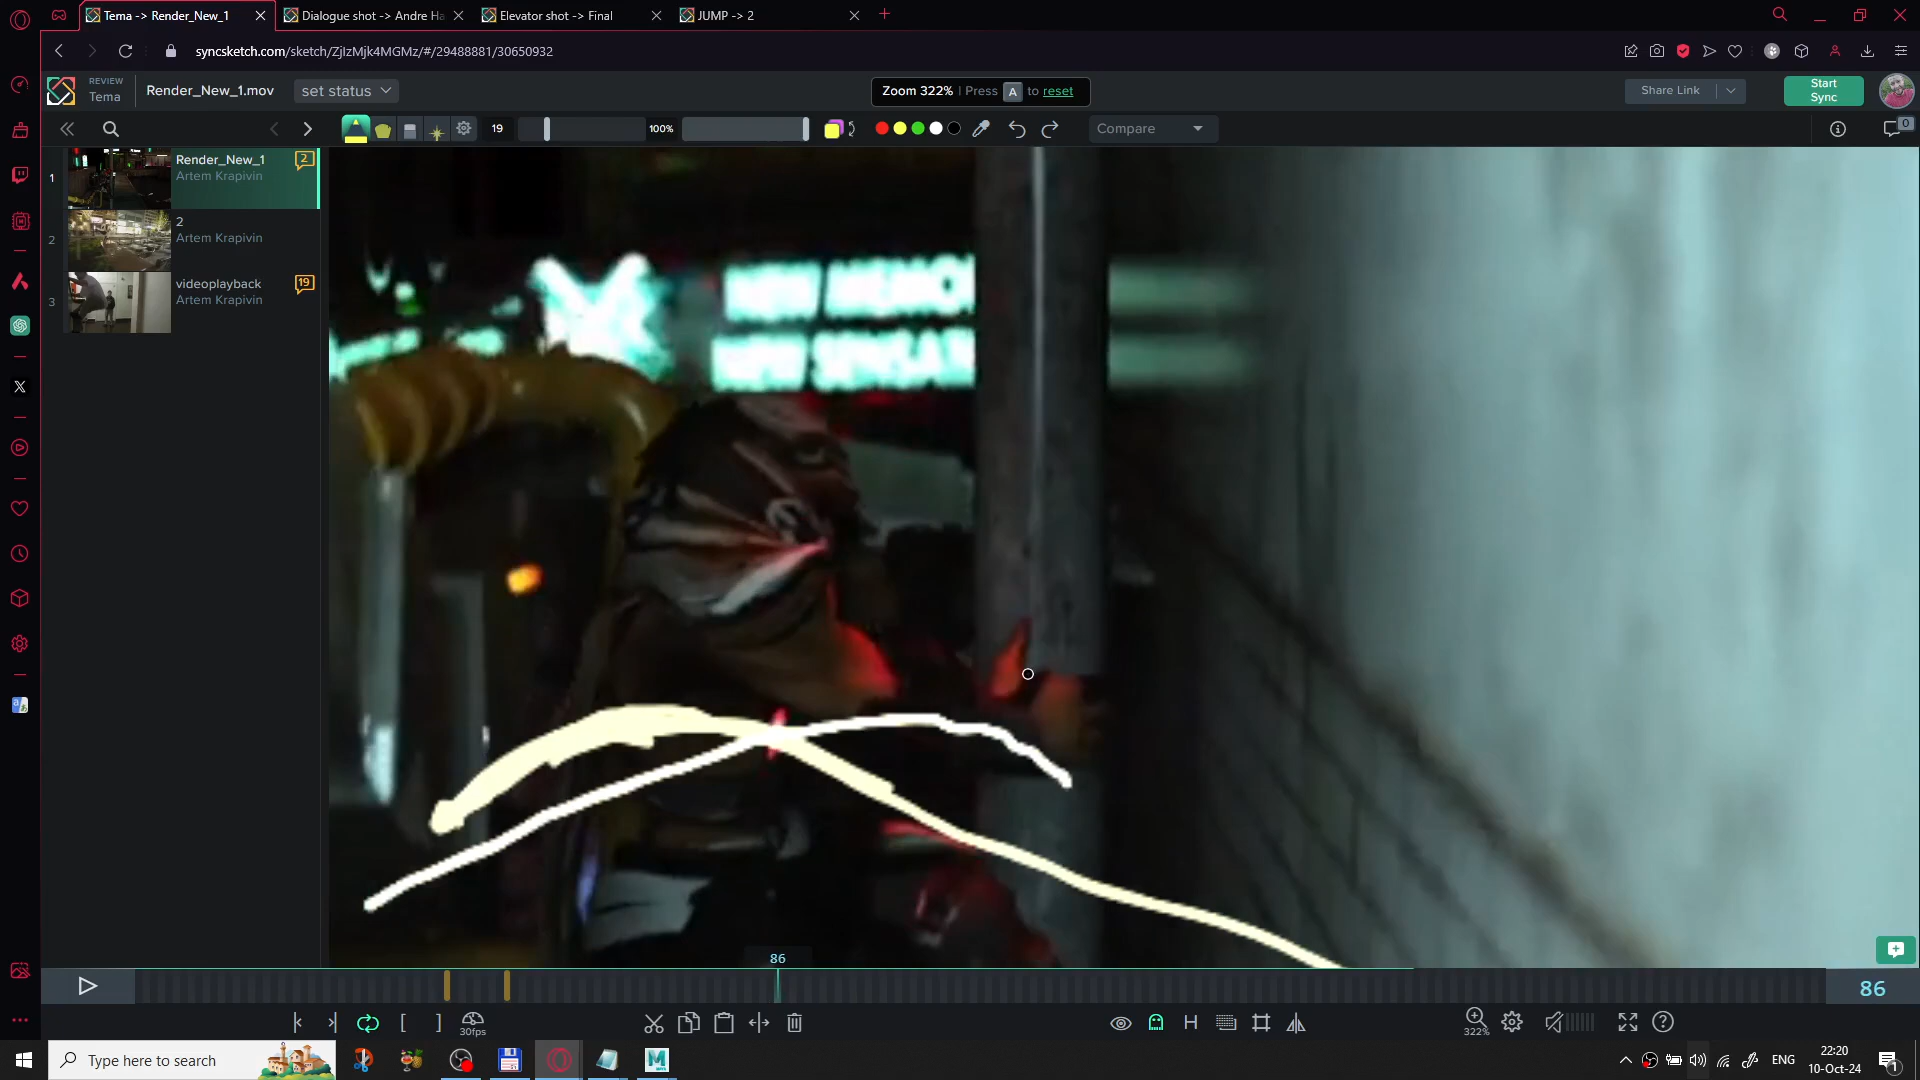 Tema -> Render_New_1
Dialogue shot -> Andre Ha
Elevator shot -> Final
JUMP -> 2
syncsketch.com/sketch/ZjIzMjk4MGMz/#/29488881/30650932
REVIEW
Tema
Render_New_1.mov
set status
Zoom 322% | Press A to reset
Share Link
Start
Sync
19
100%
Compare
0
1
Render_New_1
Artem Krapivin
2
2
2
Artem Krapivin
3
videoplayback
Artem Krapivin
19
86
86
30fps
H
322%
Type here to search
ENG
22:20
10-Oct-24
1